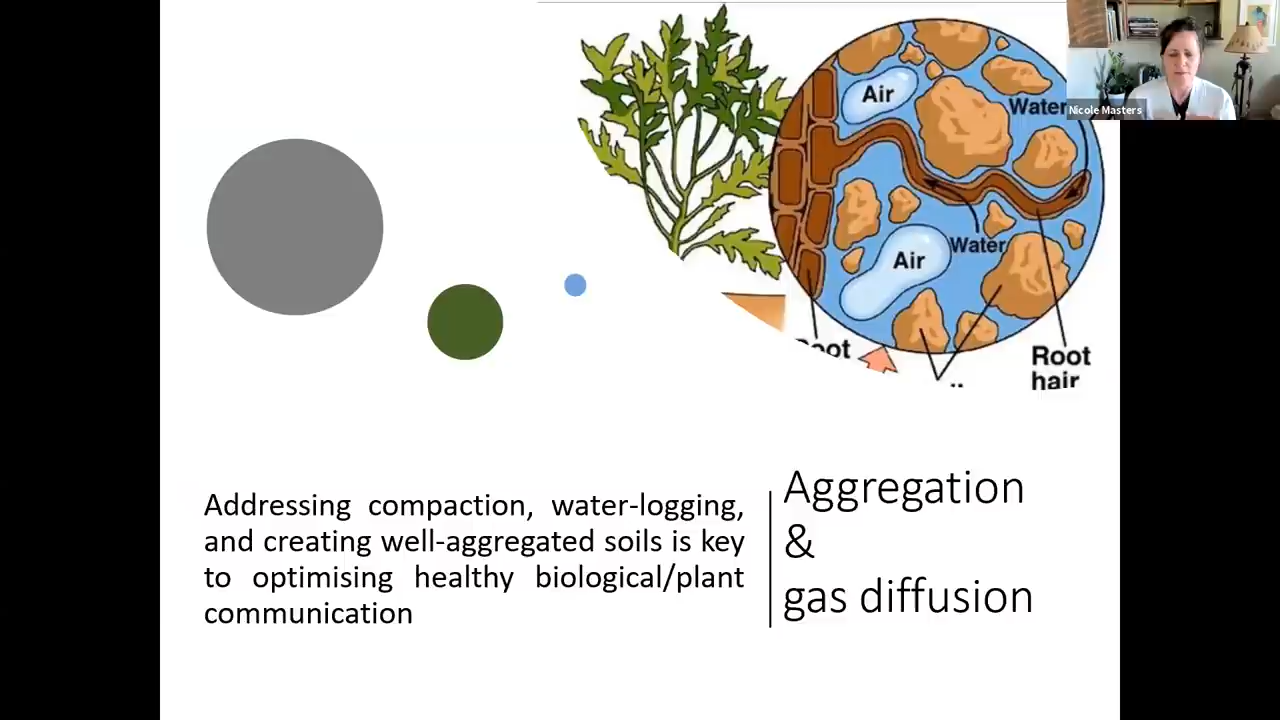 Air
Water
Nicole Masters
Water
Air
Root
hair
Addressing compaction, water-logging,
and creating well-aggregated soils is key
to optimising healthy biological/plant
communication
Aggregation
&
gas diffusion